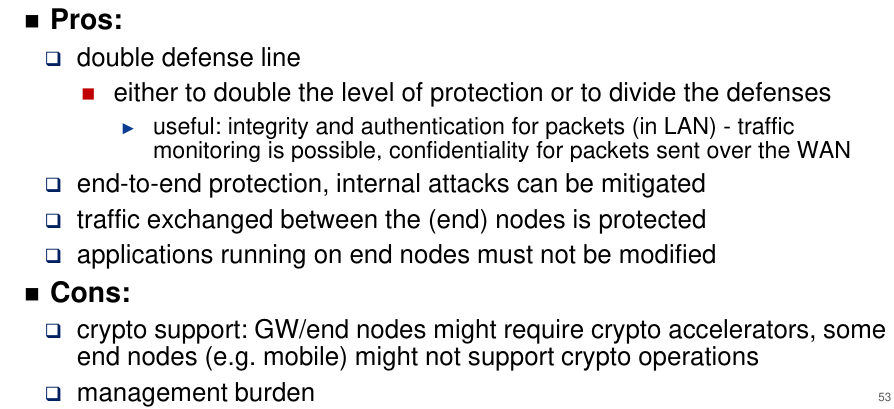 Pros:
double defense line
either to double the level of protection or to divide the defenses
useful: integrity and authentication for packets (in LAN) - traffic
monitoring is possible, confidentiality for packets sent over the WAN
end-to-end protection, internal attacks can be mitigated
traffic exchanged between the (end) nodes is protected
applications running on end nodes must not be modified
Cons:
crypto support: GW/end nodes might require crypto accelerators, some
end nodes (e.g. mobile) might not support crypto operations
management burden
53